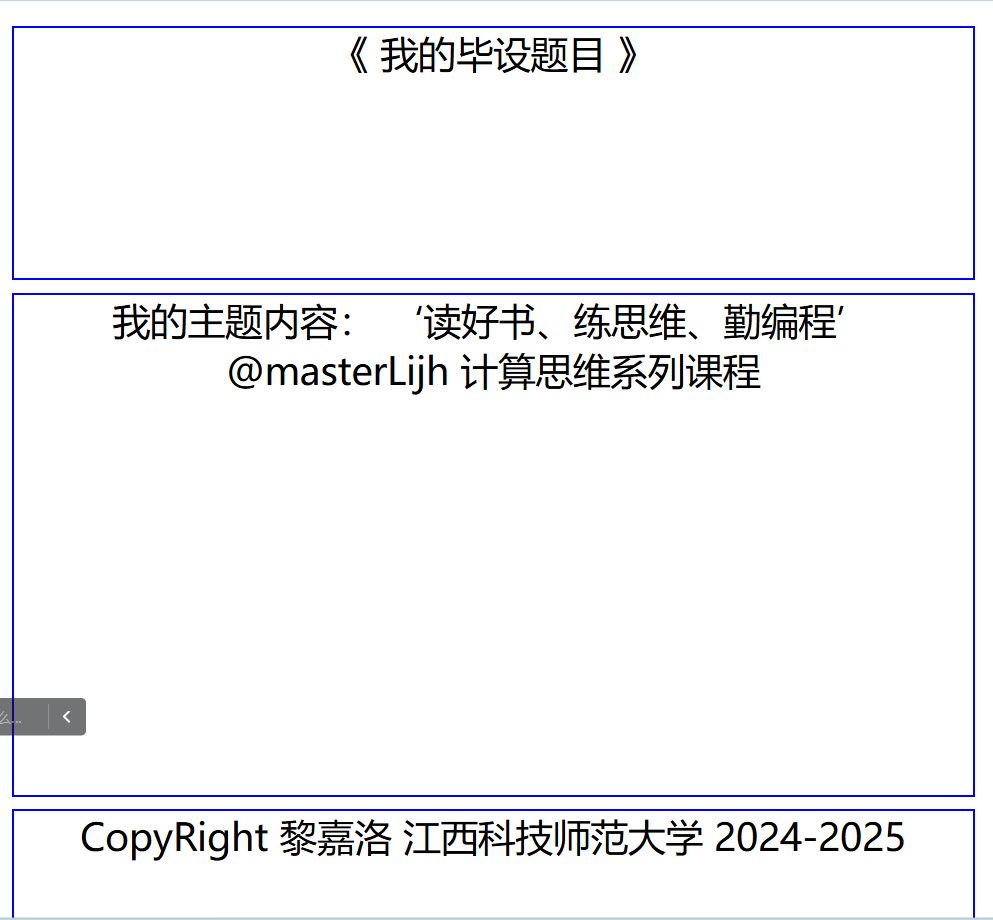 《 我的毕设题目 》
我的主题内容： ‘读好书、练思维、勤编程’
@masterLijh 计算思维系列课程
么...
CopyRight 黎嘉洛 江西科技师范大学 2024-2025